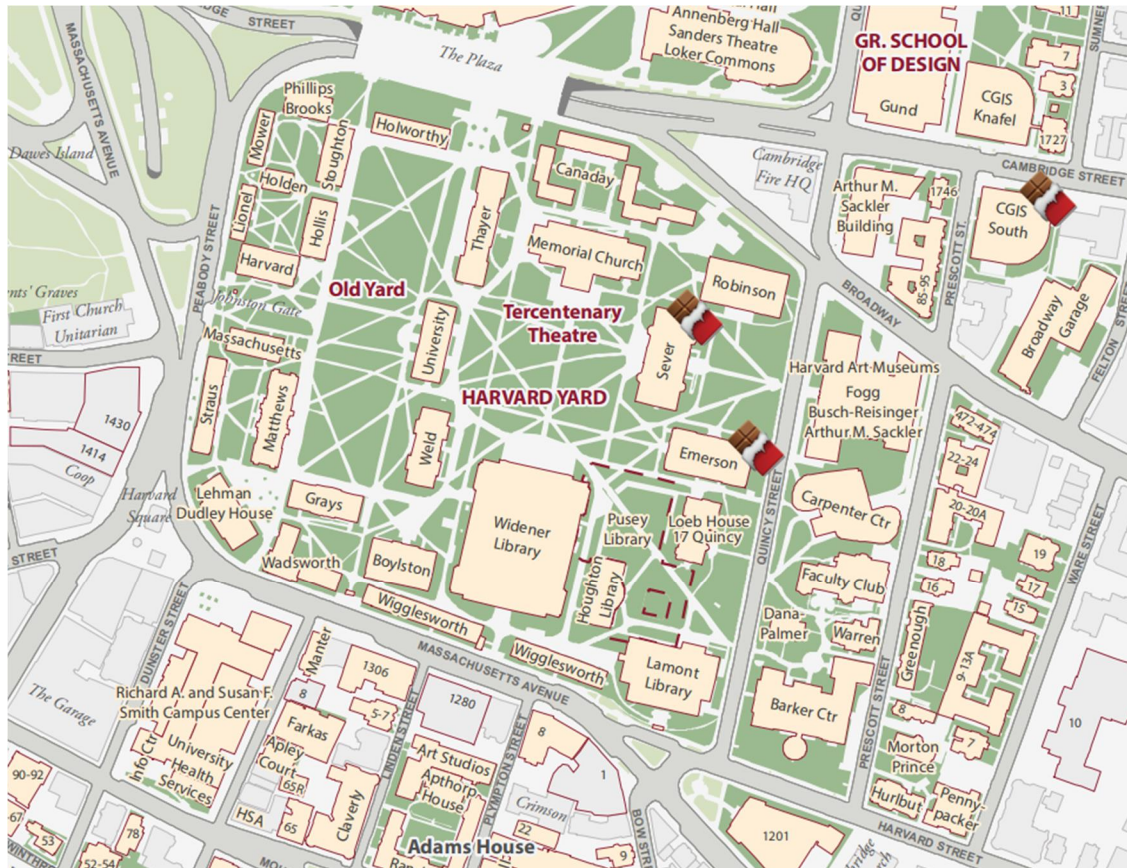 STREET
The Plaza
Annenberg Hall
Sanders Theatre
Loker Commons
GR. SCHOOL
OF DESIGN
Gund
CGIS
Knafel
11
7
3
1727
MASSACHUSETTS AVENUE
Dawes Island
Phillips
Brooks
Mower
Stoughton
Holworthy
Holden
Lionel
Hollis
Harvard
Thayer
Canaday
Memorial Church
Cambridge
Fire HQ
CAMBRIDGE STREET
Arthur M.
Sackler
Building
1746
PRESCOTT ST.
CGIS
South
85-95
BROADWAY
Broadway
Garage
FELTON STREET
PEABODY STREET
Johnston Gate
Old Yard
Tercentenary
Theatre
Robinson
Sever
University
HARVARD YARD
First Church
Unitarian
Massachusetts
Straus
Matthews
Weld
Emerson
Harvard Art Museums
Fogg
Busch-Reisinger
Arthur M. Sackler
QUINCY STREET
Carpenter Ctr
472-474
22-24
20-20A
19
18
17
16
15
WARE STREET
1430
1414
Coop
Harvard
Square
Lehman
Dudley House
Grays
Widener
Library
Pusey
Library
Loeb House
17 Quincy
Houghton
Library
Wadsworth
Boylston
Wigglesworth
Wigglesworth
Lamont
Library
Faculty Club
Dana-
Palmer
Warren
Greenough
9-13A
Barker Ctr
PRESCOTT STREET
8
7
10
Morton
Prince
Hurlbut
Penny-
packer
HARVARD STREET
1201
STREET
STREET
DUNSTER STREET
MASSACHUSETTS AVENUE
The Garage
Richard A. and Susan F.
Smith Campus Center
Manter
8
1306
5-7
1280
Farkas
Apley
Court
65R
65
HSA
Claverly
Info Ctr
University
Health
Services
LINDEN STREET
Art Studios
Apthorp
House
PLYMPTON STREET
Crimson
8
1
22
9
Adams House
90-92
67
53
78
52-54